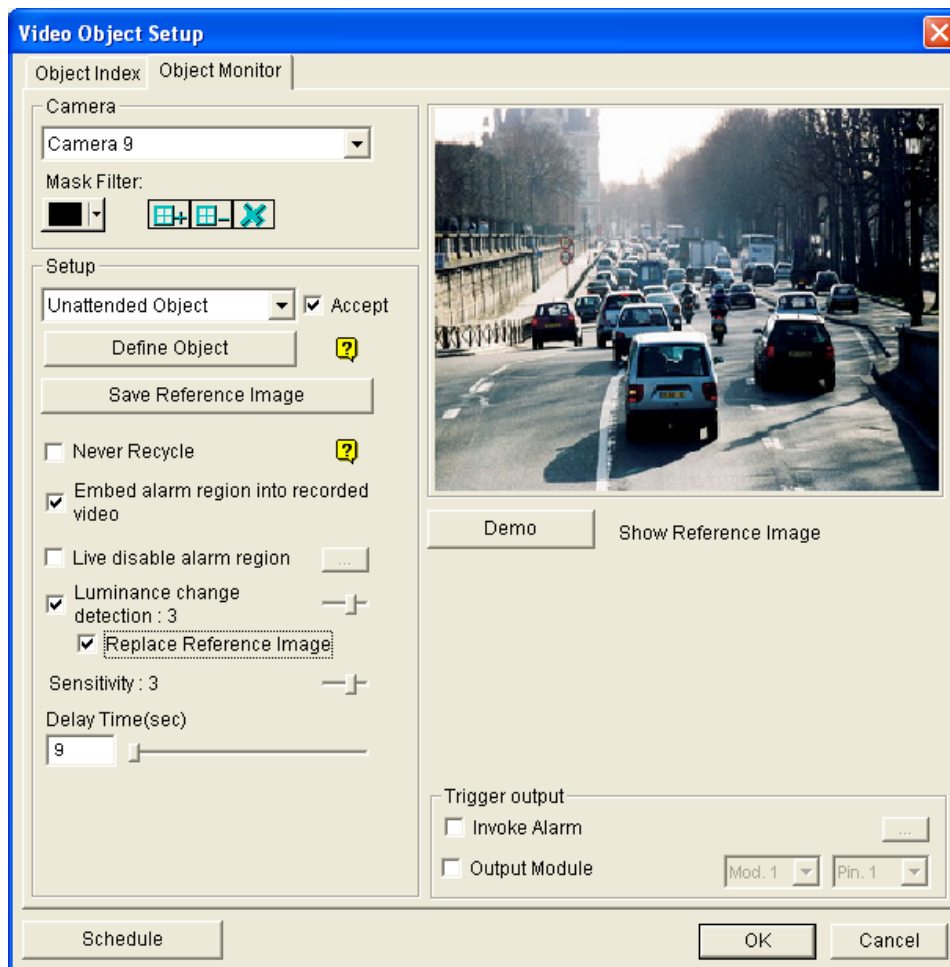 Video Object Setup
Object Index
Object Monitor
Camera
Camera 9
Mask Filter:
Setup
Unattended Object
Accept
Define Object
?
Save Reference Image
Never Recycle
?
Embed alarm region into recorded
video
Live disable alarm region
...
Luminance change
detection : 3
Replace Reference Image
Sensitivity : 3
Delay Time(sec)
9
Demo
Show Reference Image
Trigger output
Invoke Alarm
...
Output Module
Mod. 1
Pin. 1
Schedule
OK
Cancel